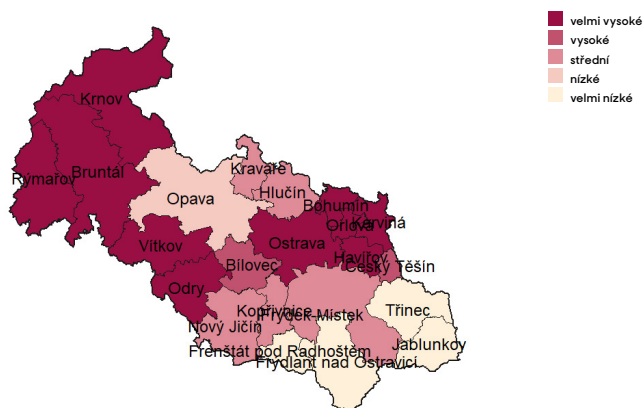 velmi vysoké
vysoké
střední
nízké
velmi nízké
Krnov
Rýmařov
Bruntál
Kravaře
Hlučín
Opava
Bohumín
Orlová
Karviná
Ostrava
Vítkov
Havířov
Český Těšín
Bílovec
Odry
Kopřivnice
Frýdek-Místek
Třinec
Nový Jičín
Jablunkov
Frenštát pod Radhoštěm
Frýdlant nad Ostravicí